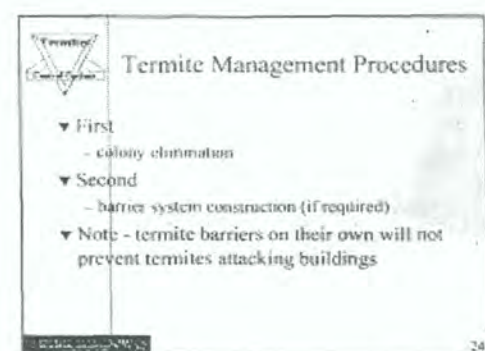 Termite
Termite Management Procedures
▼ First
– colony elimination
▼ Second
– barrier system construction (if required)
▼ Note - termite barriers on their own will not
prevent termites attacking buildings
24